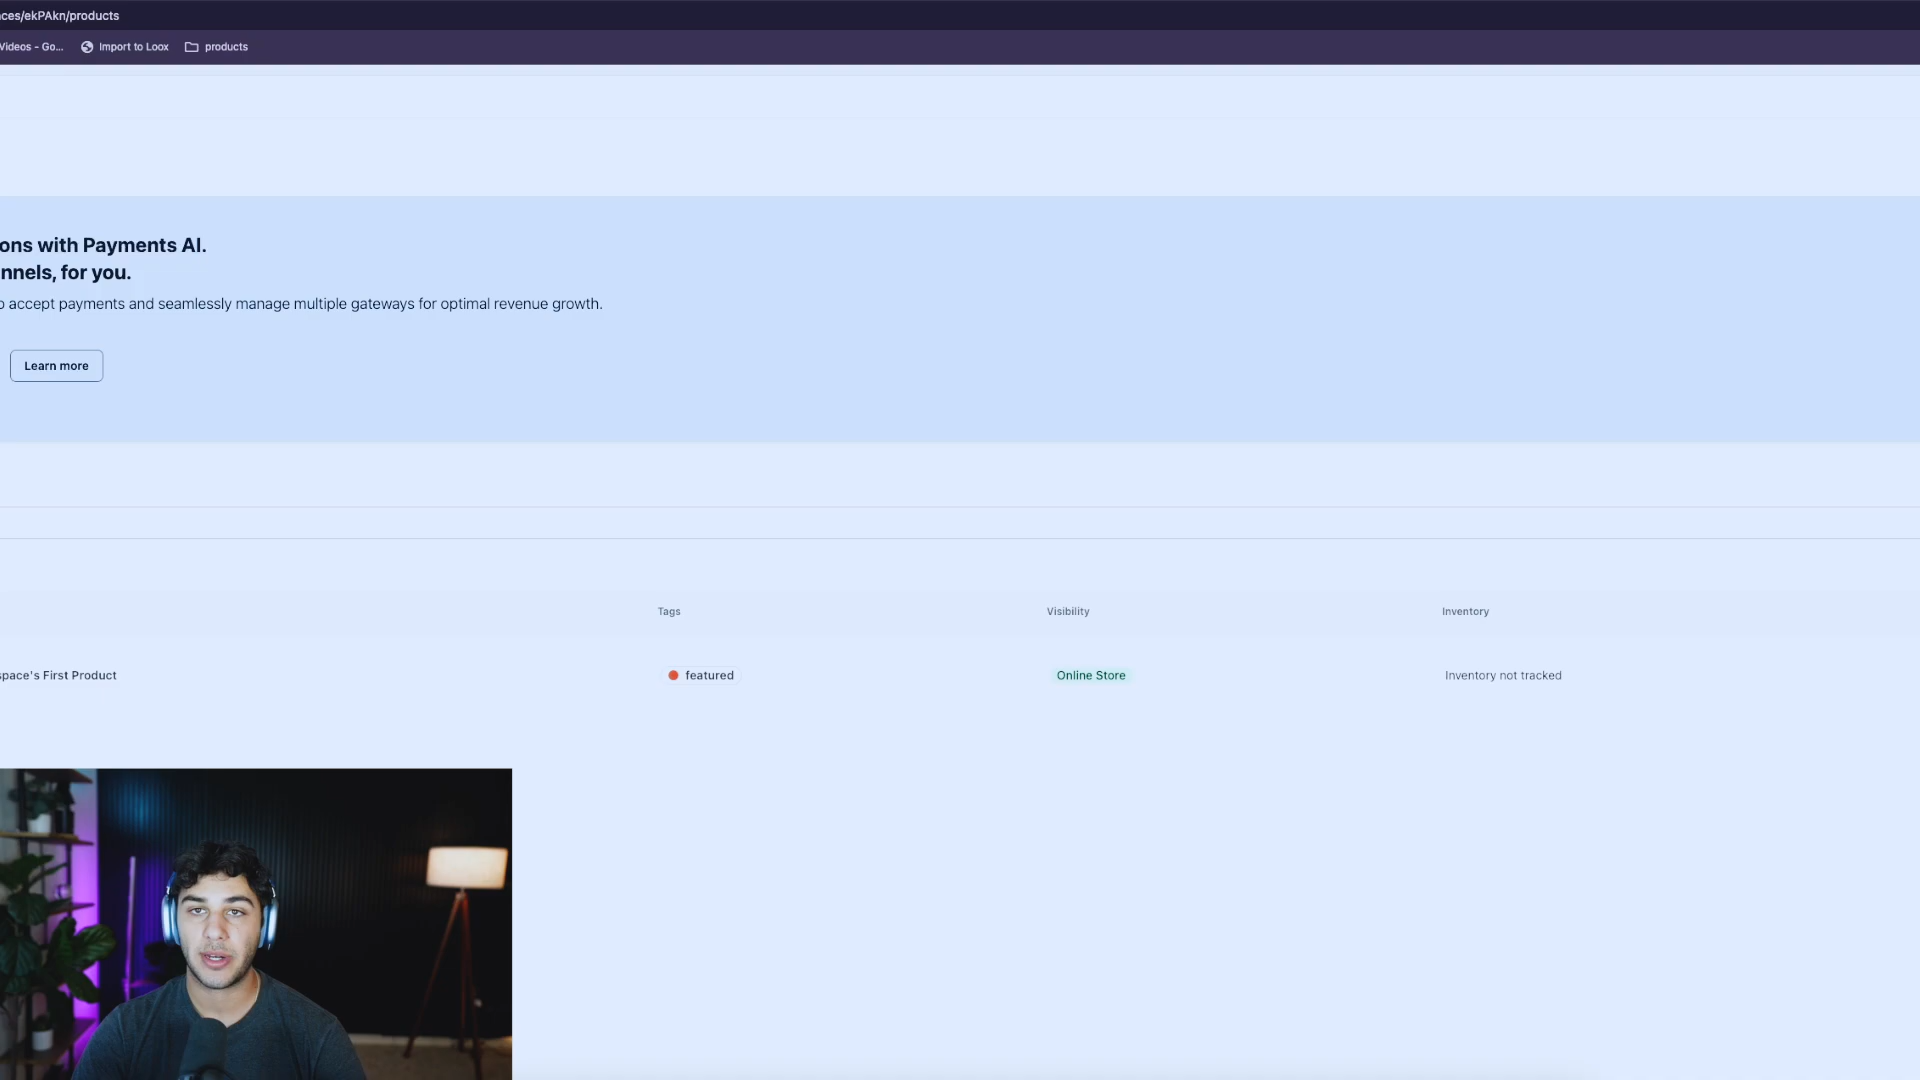 ces/ekPAkn/products
Videos - Go... Import to Loox products
ons with Payments AI.
nnels, for you.
o accept payments and seamlessly manage multiple gateways for optimal revenue growth.
Learn more
Tags Visibility Inventory
space's First Product featured Online Store Inventory not tracked